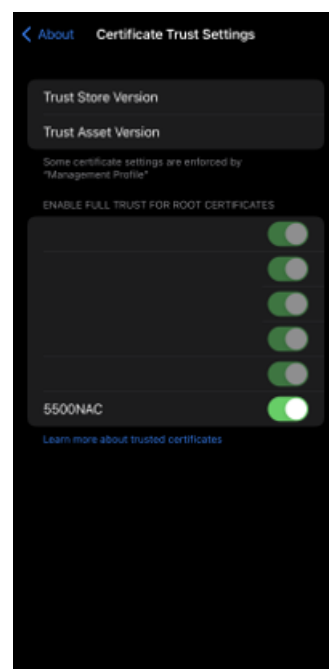 About
Certificate Trust Settings
Trust Store Version
Trust Asset Version
Some certificate settings are enforced by
"Management Profile"
ENABLE FULL TRUST FOR ROOT CERTIFICATES
5500NAC
Learn more about trusted certificates